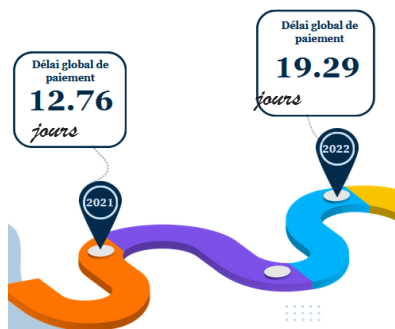 Délai global de
paiement
12.76
jours
2021
Délai global de
paiement
19.29
jours
2022